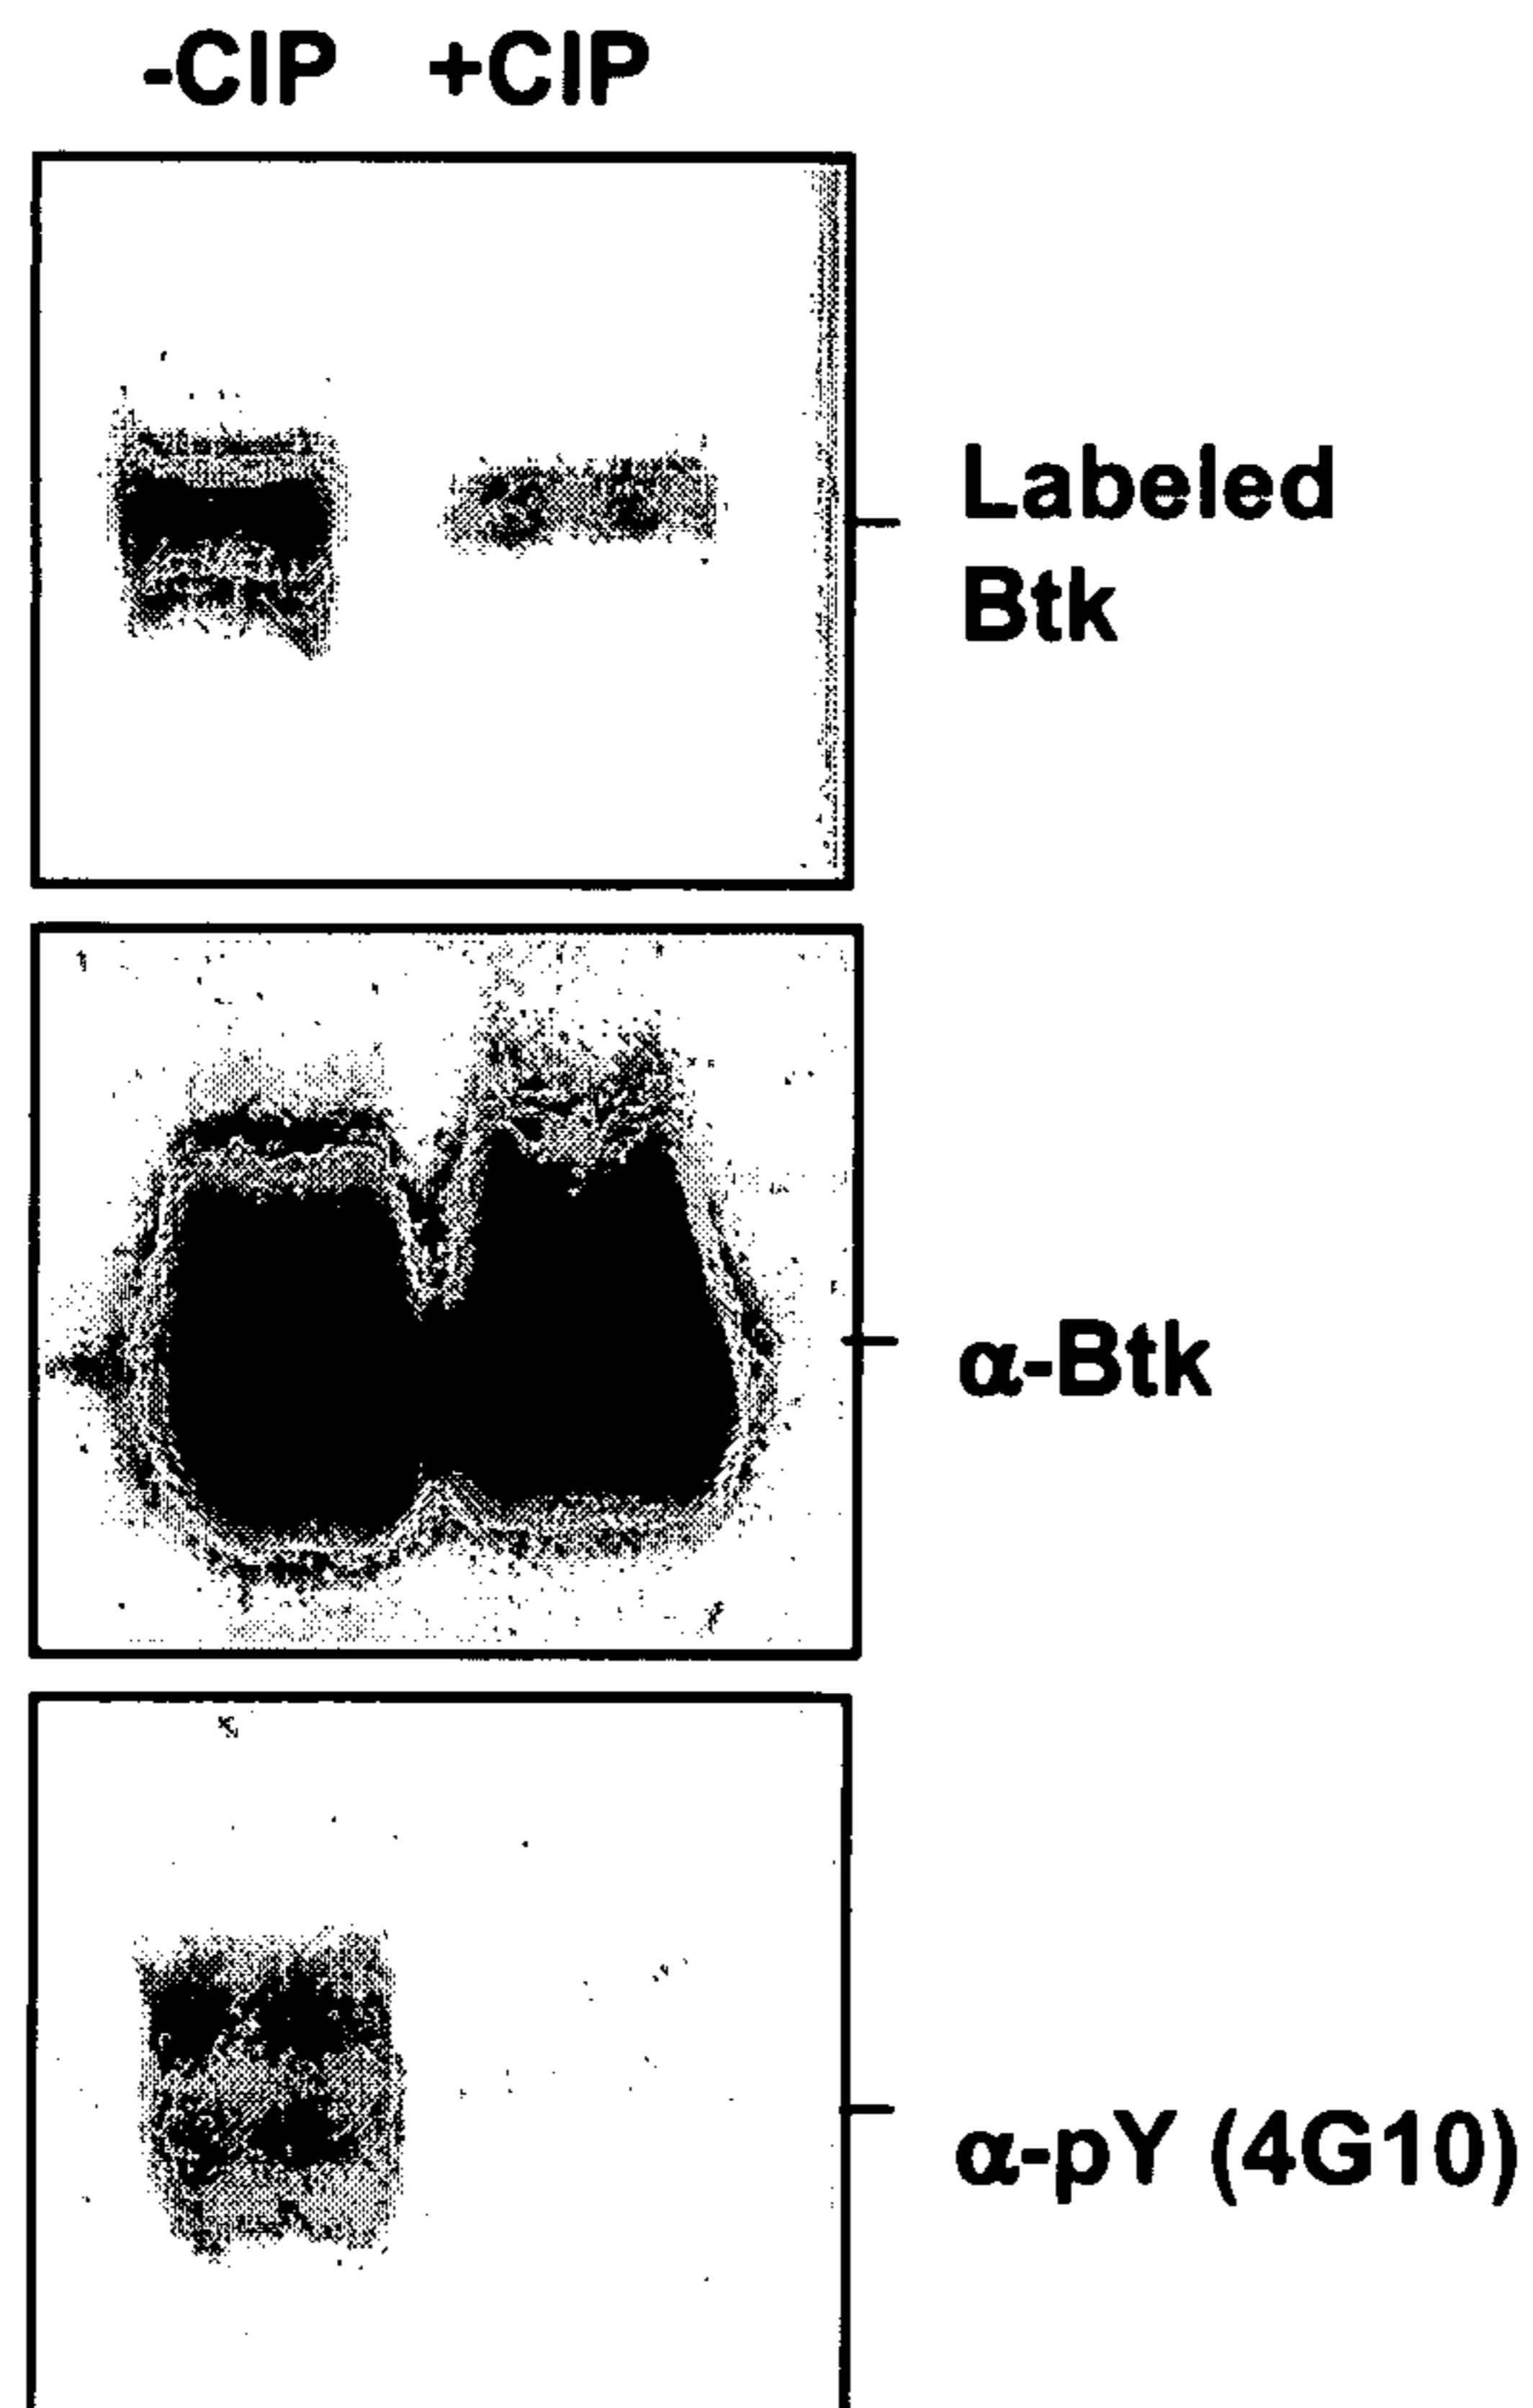 -CIP +CIP
Labeled
Btk
α-Btk
α-pY (4G10)